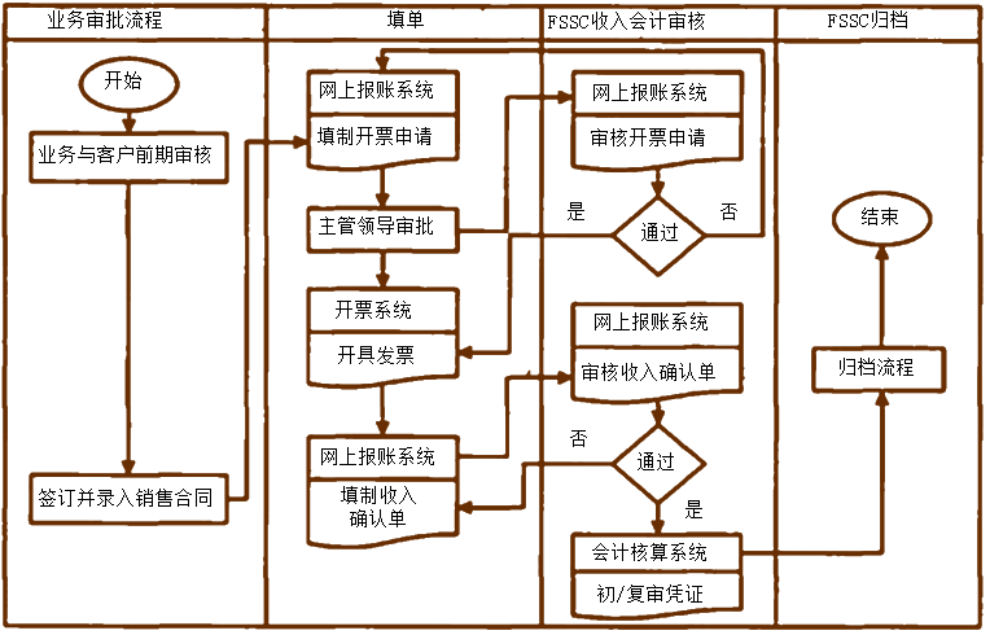 业务审批流程
填单
FSSC收入会计审核
FSSC归档
开始
业务与客户前期审核
签订并录入销售合同
网上报账系统
填制开票申请
主管领导审批
开票系统
开具发票
网上报账系统
填制收入
确认单
网上报账系统
审核开票申请
是
通过
否
网上报账系统
审核收入确认单
否
通过
是
会计核算系统
初/复审凭证
结束
归档流程